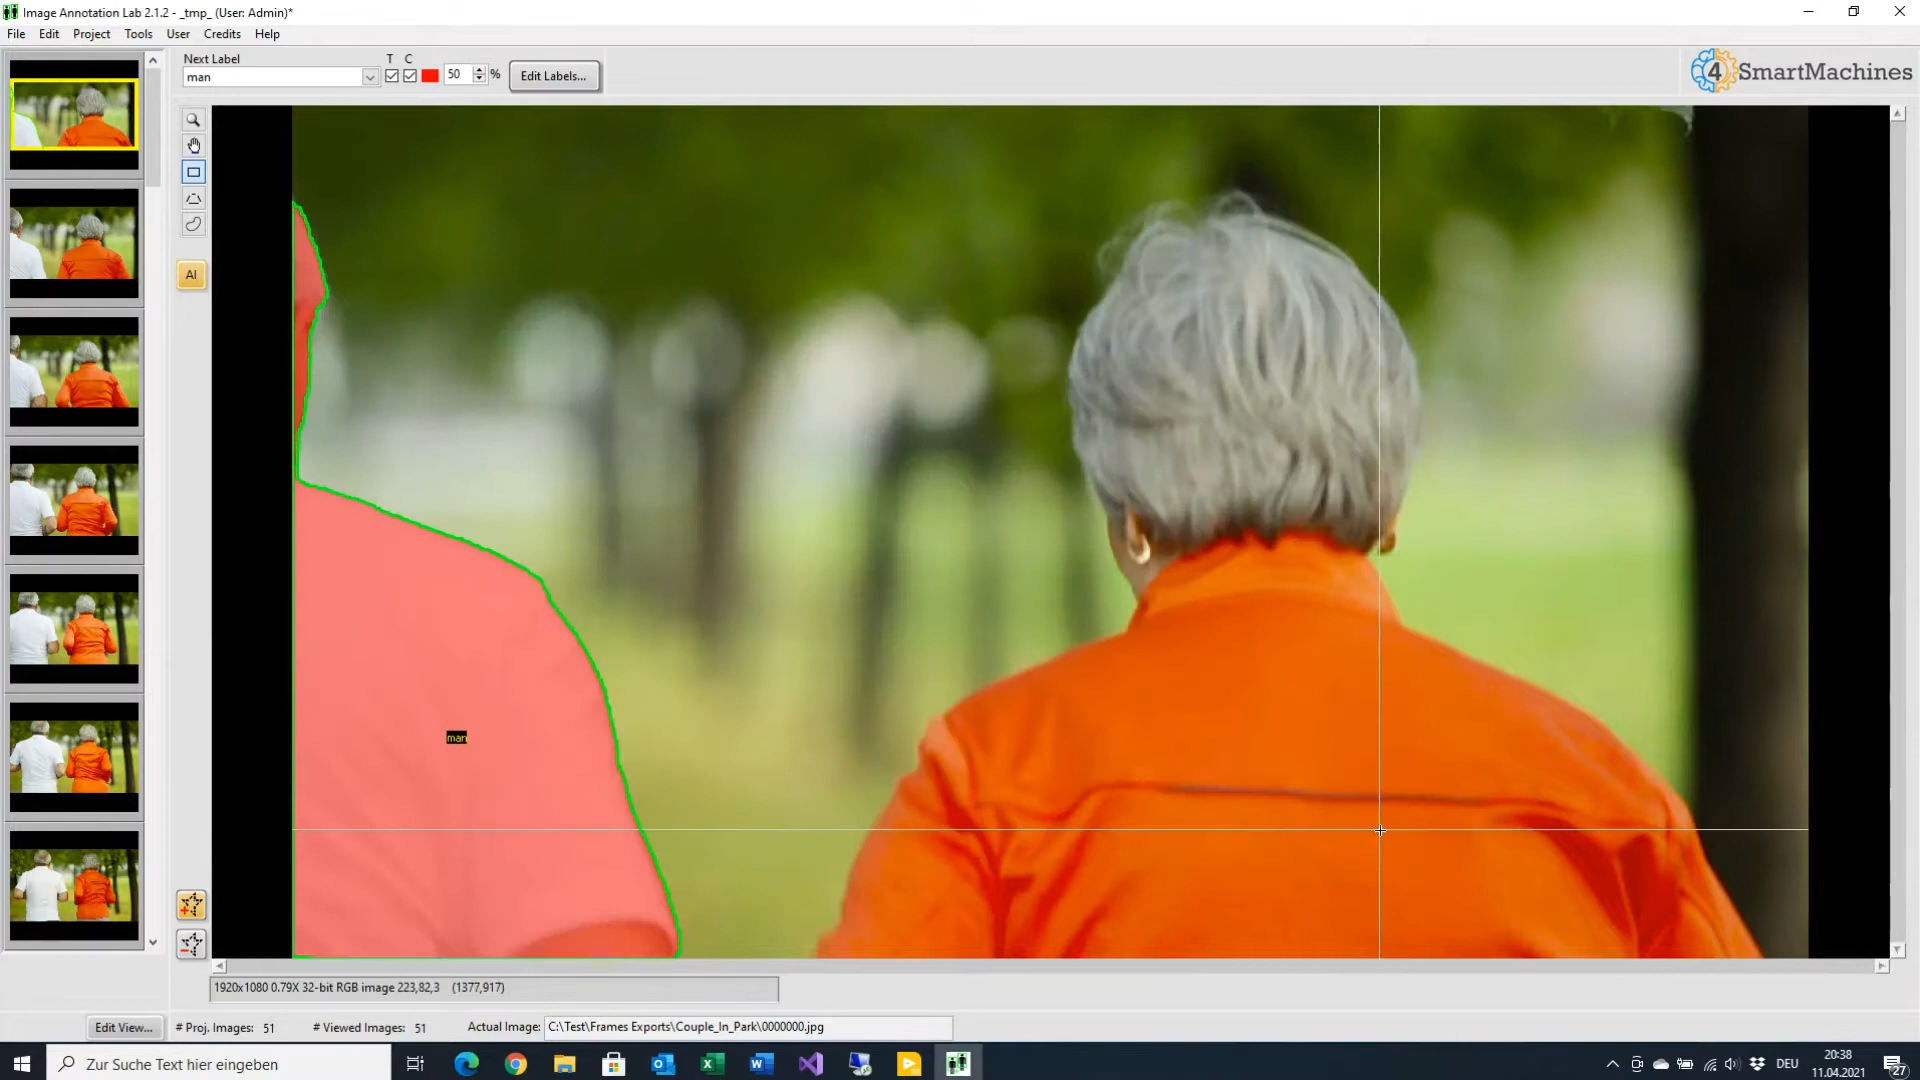 Image Annotation Lab 2.1.2 - _tmp_ (User: Admin)*
File Edit Project Tools User Credits Help
Next Label T C
man 50 % Edit Labels...
4SmartMachines
AI
man
1920x1080 0.79X 32-bit RGB image 223,82,3 (1377,917)
Edit View... # Proj. Images: 51 # Viewed Images: 51 Actual Image: C:\Test\Frames Exports\Couple_In_Park\0000000.jpg
Zur Suche Text hier eingeben
DEU
20:38
11.04.2021
27